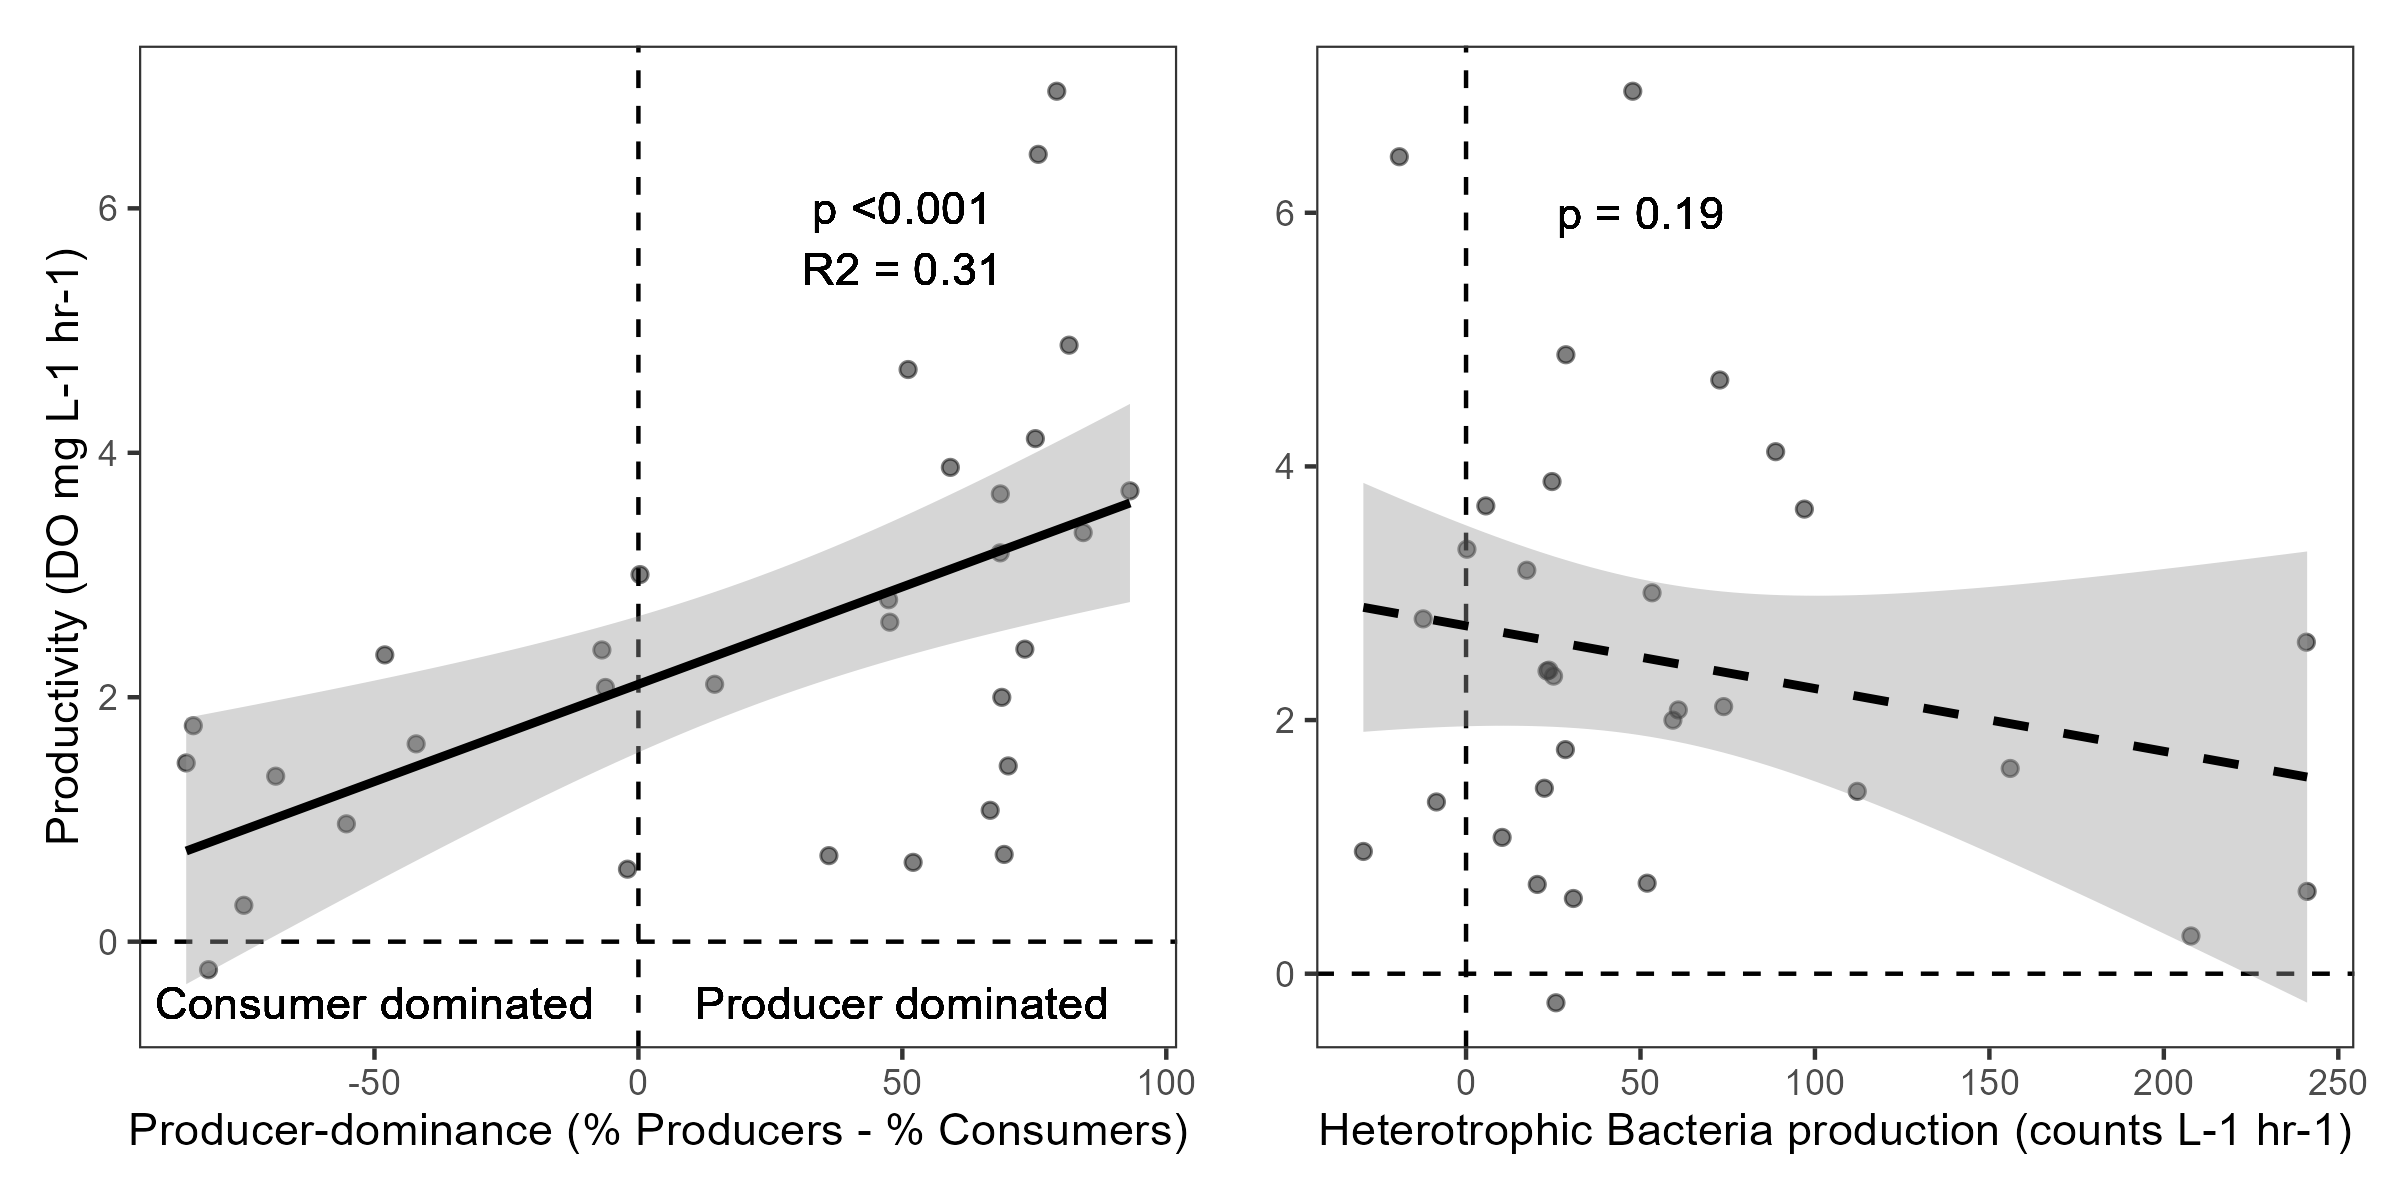 Productivity (DO mg L-1 hr-1)
6
4
2
0
p <0.001
R2 = 0.31
Consumer dominated
Producer dominated
-50
0
50
100
Producer-dominance (% Producers - % Consumers)
6
4
2
0
p = 0.19
0
50
100
150
200
250
Heterotrophic Bacteria production (counts L-1 hr-1)